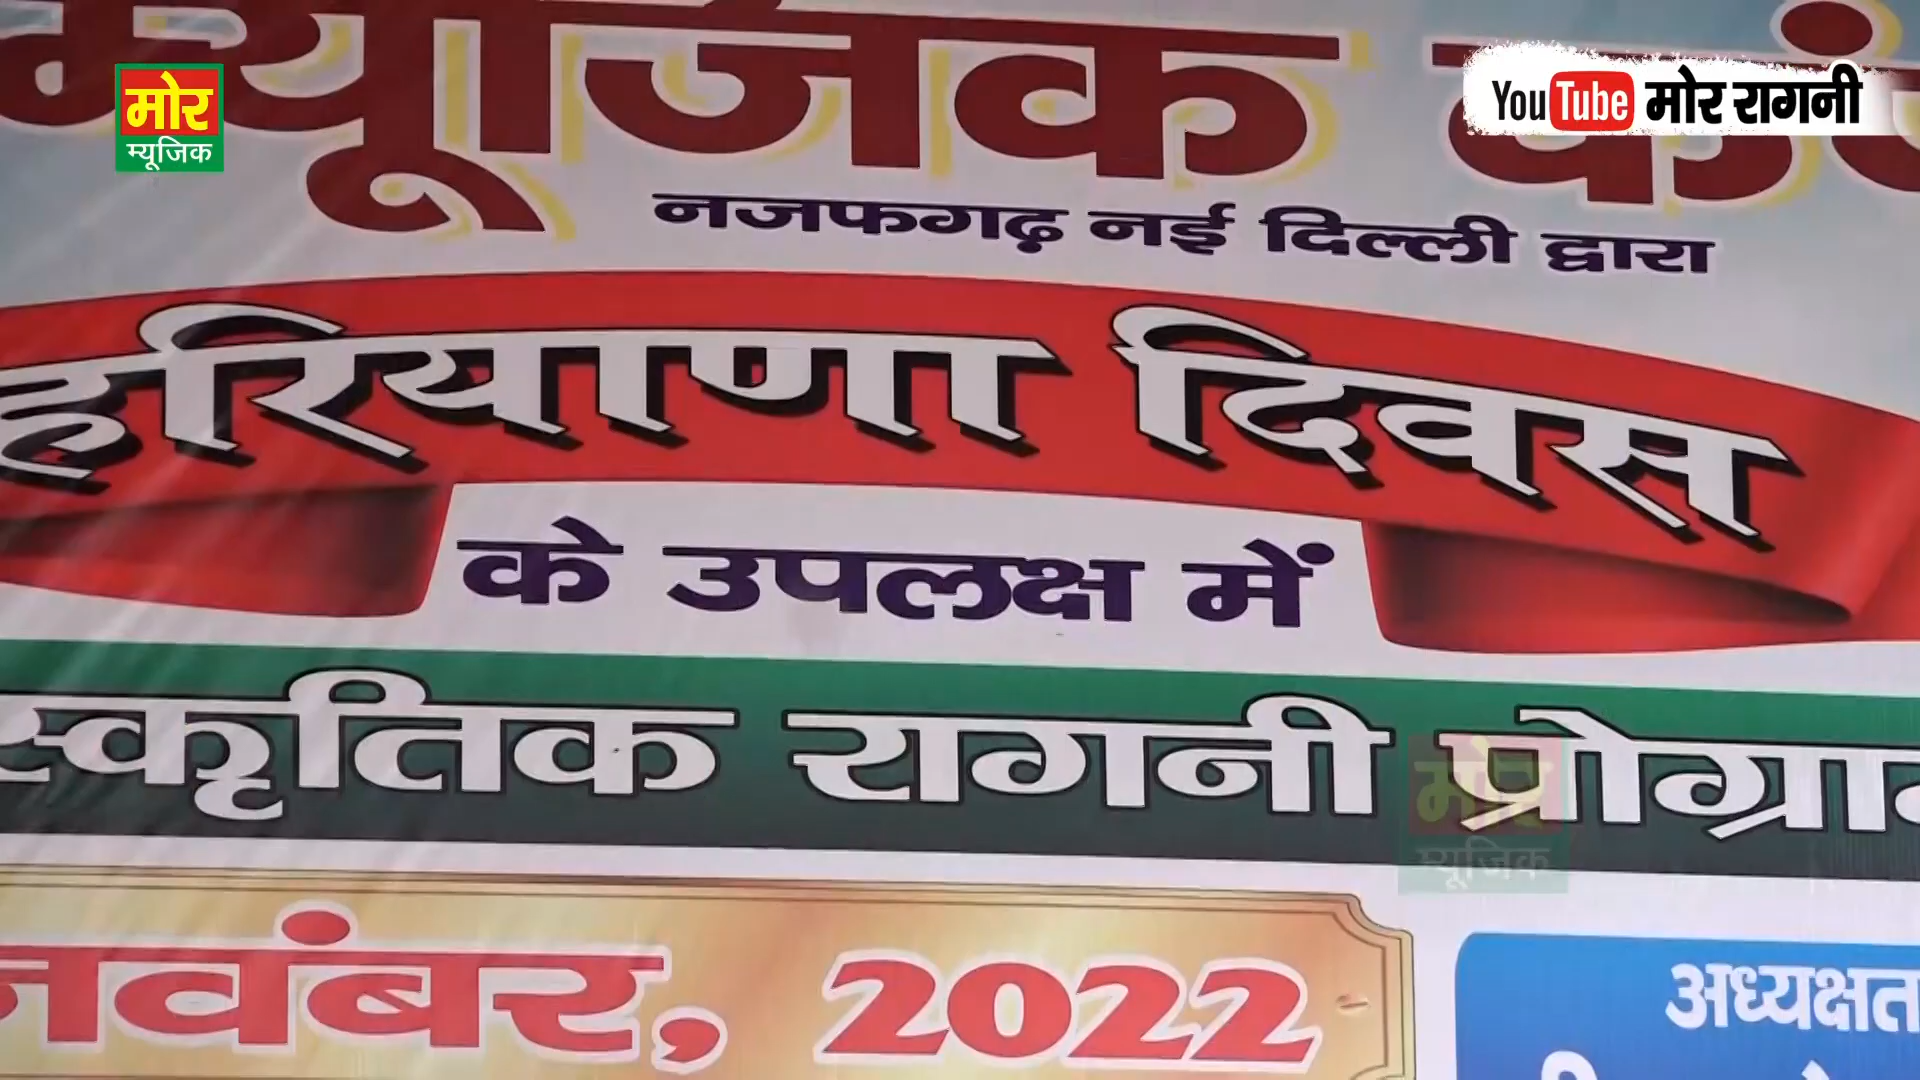 म्यूजिक
YouTube मोर रागनी
मोर
म्यूजिक
नजफगढ़ नई दिल्ली द्वारा
हरियाणा दिवस
के उपलक्ष में
स्कृतिक रागनी प्रोग्राम
मोर
म्यूजिक
नवंबर, 2022
अध्यक्षत